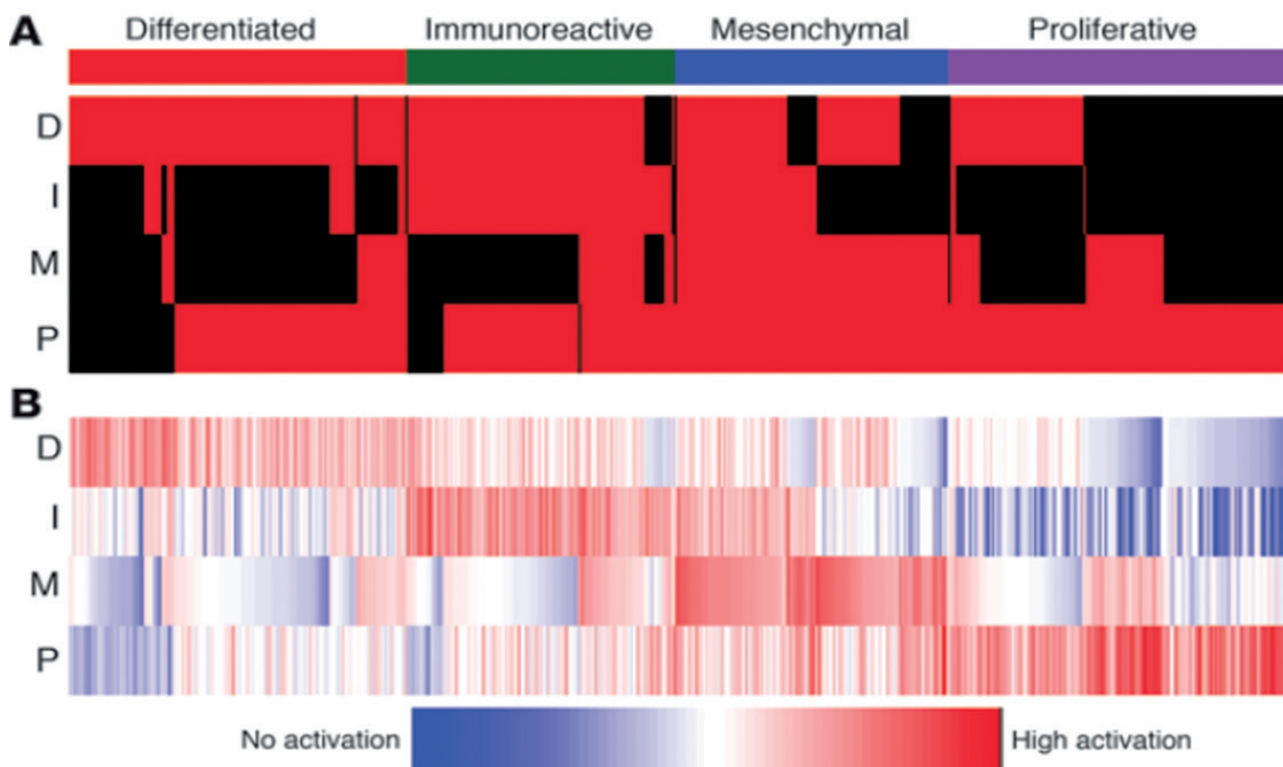 A
Differentiated Immunoreactive Mesenchymal Proliferative
D
I
M
P
B
D
I
M
P
No activation High activation